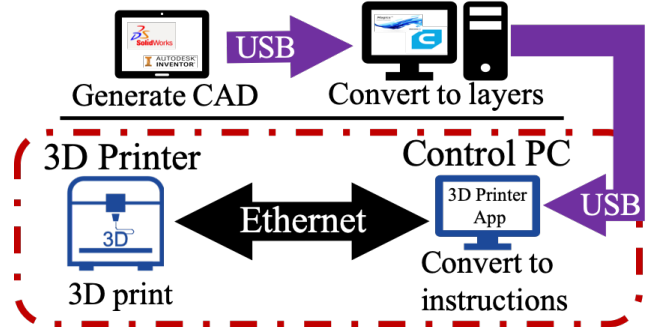 SOLIDWORKS
AUTODESK
INVENTOR
USB
Generate CAD
Convert to layers
3D Printer
Control PC
3D
Ethernet
3D Printer
App
USB
3D print
Convert to
instructions